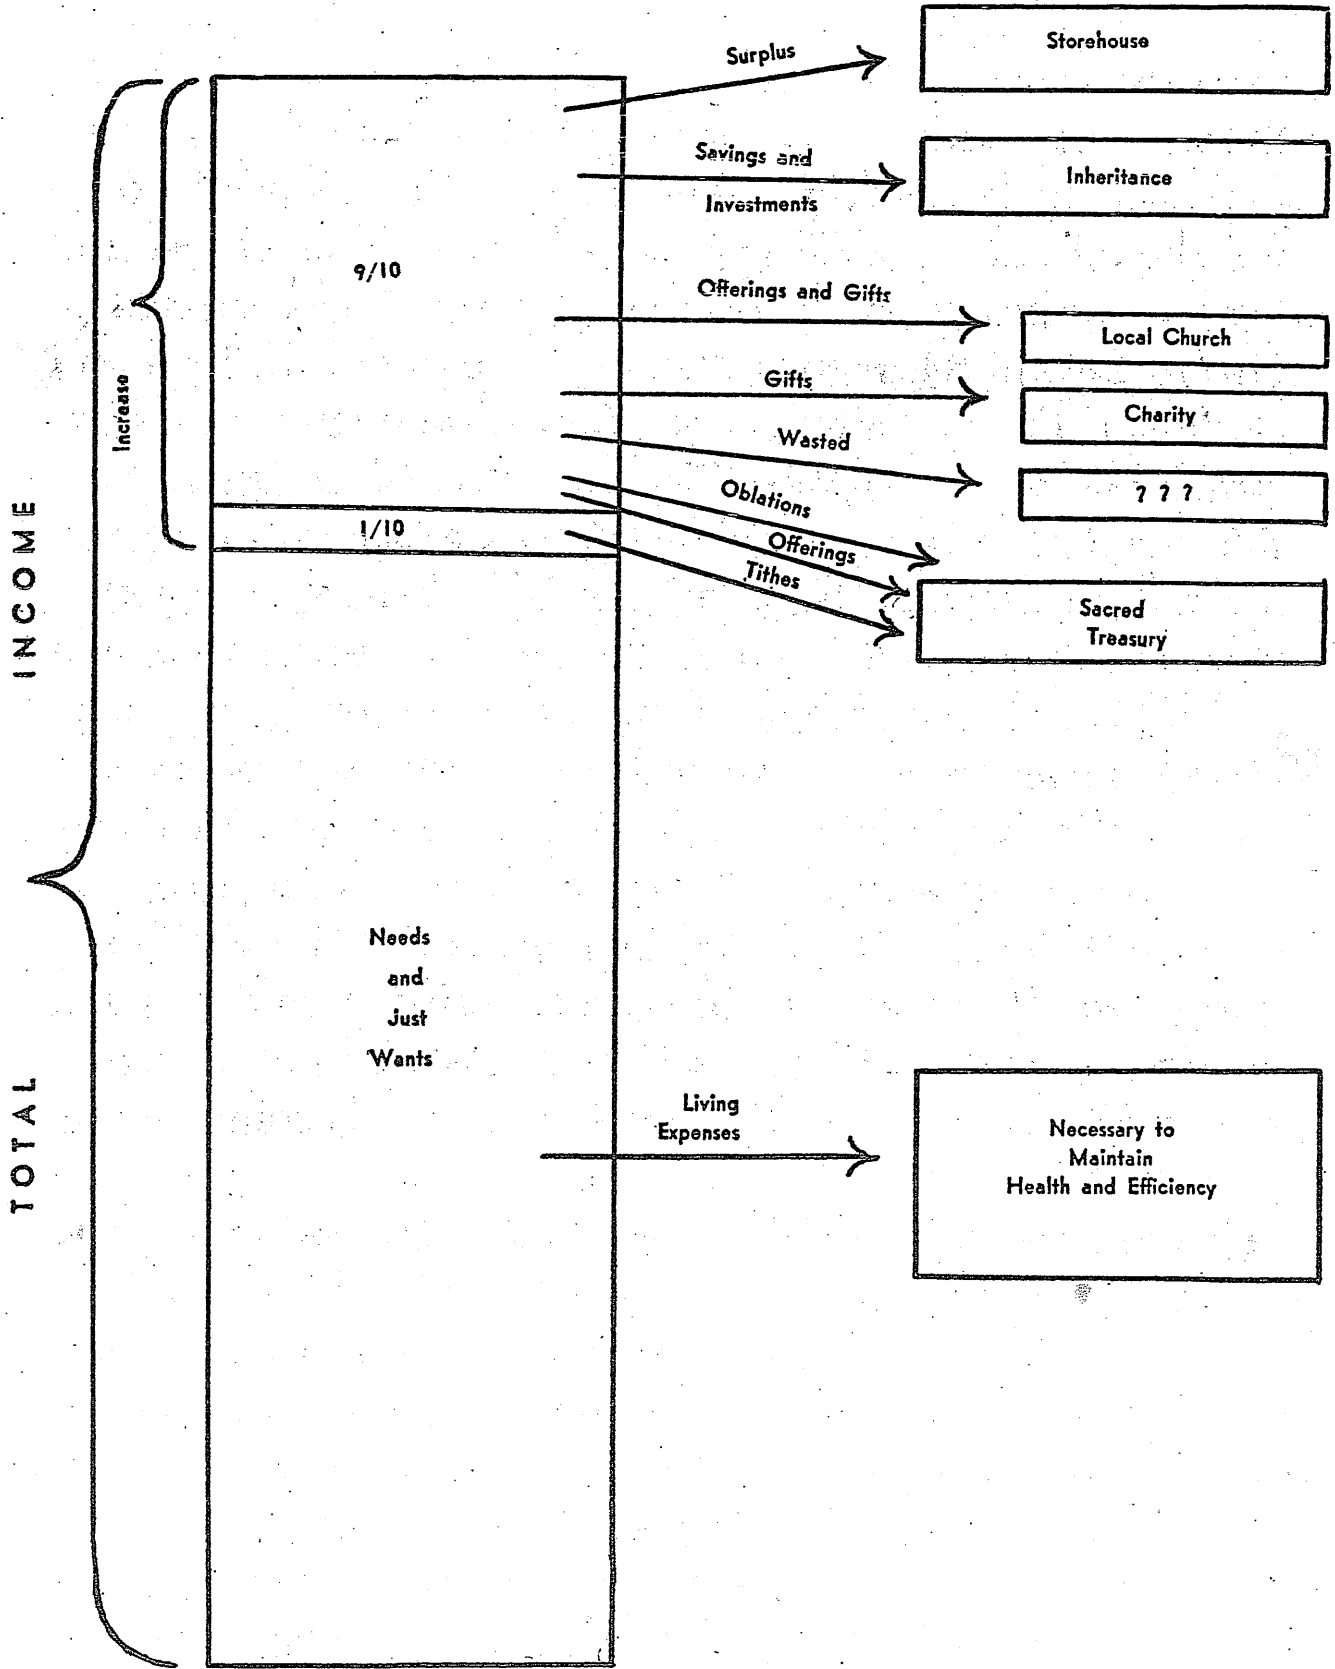 TOTAL INCOME
Increase
9/10
1/10
Needs
and
Just
Wants
Surplus
Storehouse
Savings and
Investments
Inheritance
Offerings and Gifts
Local Church
Gifts
Charity
Wasted
? ? ?
Oblations
Offerings
Tithes
Sacred
Treasury
Living
Expenses
Necessary to
Maintain
Health and Efficiency